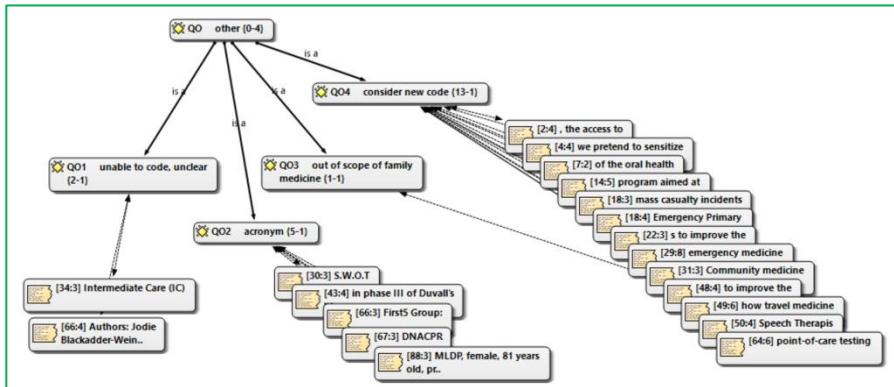 QO other {0-4}
is a
is a
is a
is a
QO4 consider new code {13-1}
QO1 unable to code, unclear
{2-1}
QO3 out of scope of family
medicine {1-1}
QO2 acronym {5-1}
[2:4] , the access to
[4:4] we pretend to sensitize
[7:2] of the oral health
[14:5] program aimed at
[18:3] mass casualty incidents
[18:4] Emergency Primary
[22:3] s to improve the
[29:8] emergency medicine
[31:3] Community medicine
[48:4] to improve the
[49:6] how travel medicine
[50:4] Speech Therapis
[64:6] point-of-care testing
[34:3] Intermediate Care (IC)
[66:4] Authors: Jodie
Blackadder-Wein..
[30:3] S.W.O.T
[43:4] in phase III of Duvall's
[66:3] First5 Group:
[67:3] DNACPR
[88:3] MLDP, female, 81 years
old, pr..